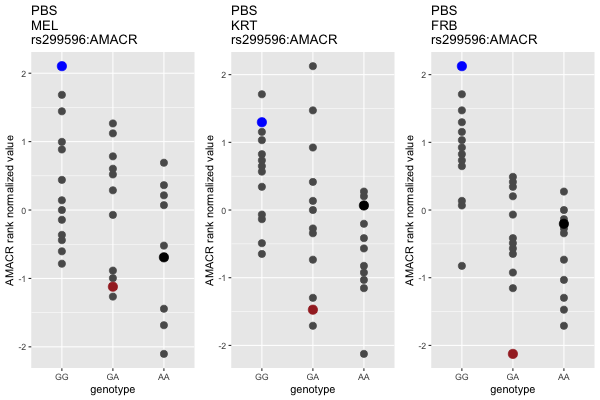 PBS
MEL
rs299596:AMACR
AMACR rank normalized value
2
1
0
-1
-2
GG GA AA
genotype
PBS
KRT
rs299596:AMACR
AMACR rank normalized value
2
1
0
-1
-2
GG GA AA
genotype
PBS
FRB
rs299596:AMACR
AMACR rank normalized value
2
1
0
-1
-2
GG GA AA
genotype